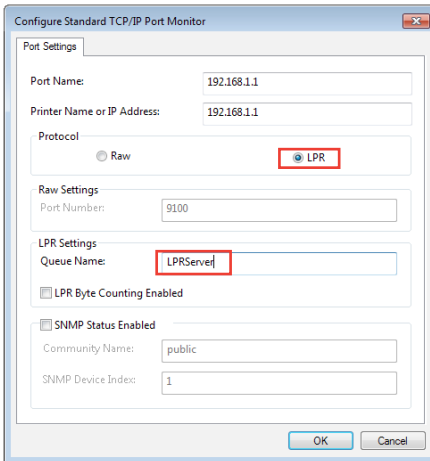 Configure Standard TCP/IP Port Monitor
Port Settings
Port Name: 192.168.1.1
Printer Name or IP Address: 192.168.1.1
Protocol
Raw LPR
Raw Settings
Port Number: 9100
LPR Settings
Queue Name: LPRServer
LPR Byte Counting Enabled
SNMP Status Enabled
Community Name: public
SNMP Device Index: 1
OK Cancel